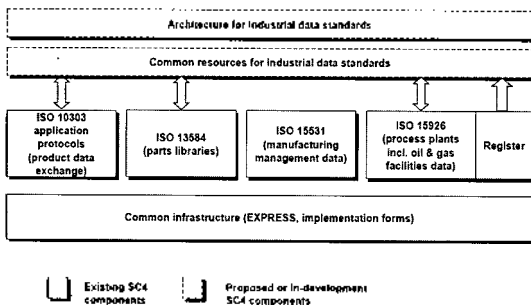 Architecture for industrial data standards
Common resources for industrial data standards
ISO 10303
application
protocols
(product data
exchange)
ISO 13584
(parts libraries)
ISO 15531
(manufacturing
management data)
ISO 15926
(process plants
incl. oil & gas
facilities data)
Register
Common infrastructure (EXPRESS, implementation forms)
Existing SC4
components
Proposed or in-development
SC4 components